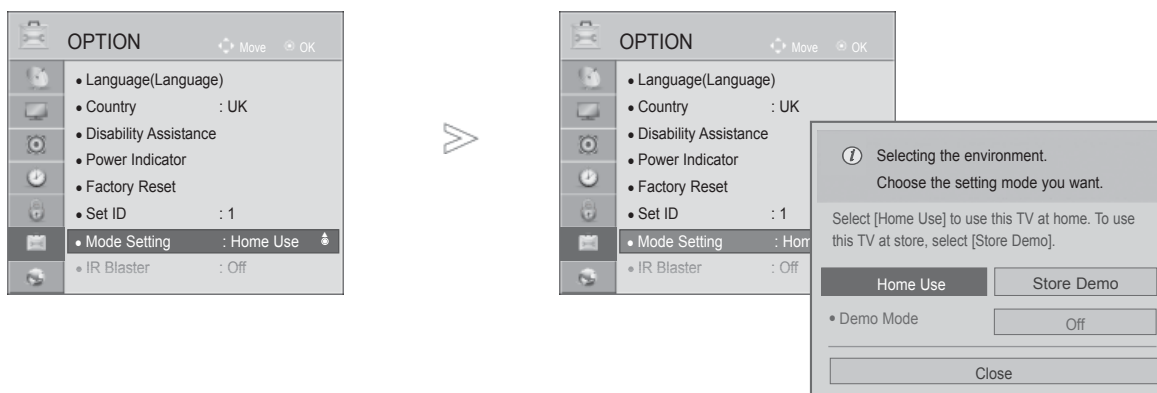 OPTION
Move OK
• Language(Language)
• Country : UK
• Disability Assistance
• Power Indicator
• Factory Reset
• Set ID : 1
• Mode Setting : Home Use
• IR Blaster : Off
OPTION
Move OK
• Language(Language)
• Country : UK
• Disability Assistance
• Power Indicator
• Factory Reset
• Set ID : 1
• Mode Setting : Hom
• IR Blaster : Off
Selecting the environment.
Choose the setting mode you want.
Select [Home Use] to use this TV at home. To use
this TV at store, select [Store Demo].
Home Use Store Demo
• Demo Mode Off
Close